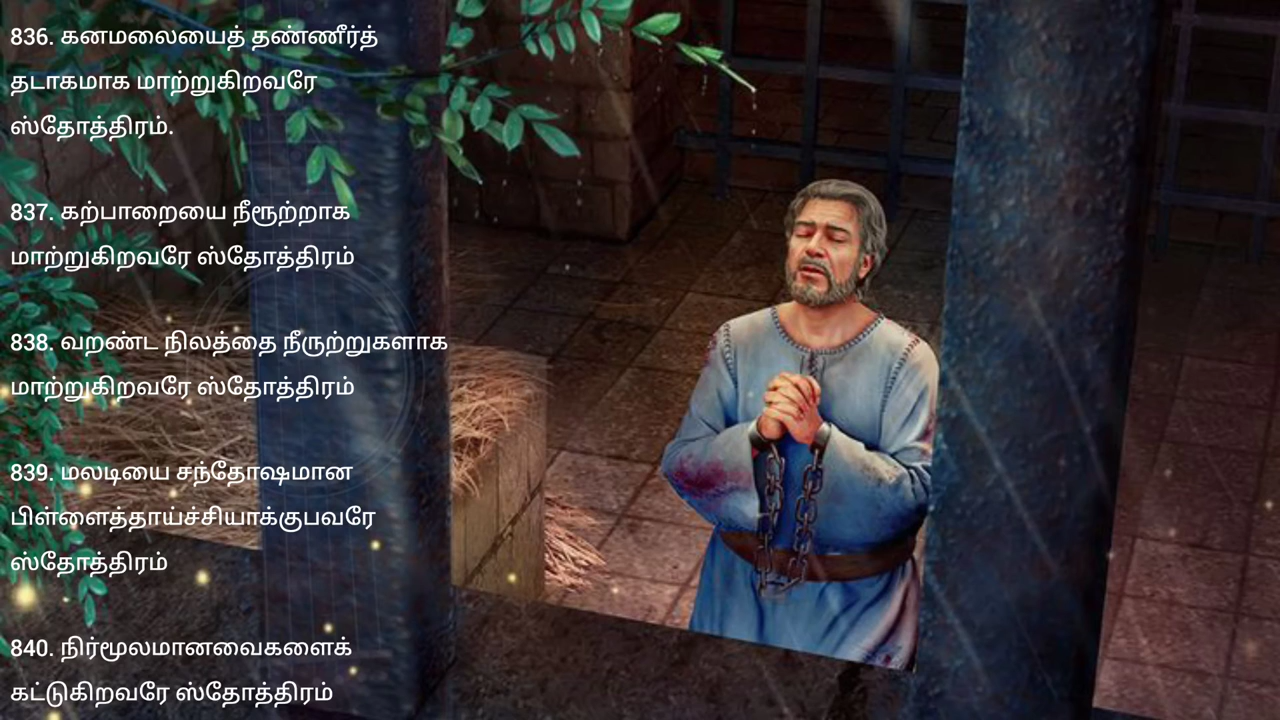 836. கனமலையைத் தண்ணீர்த்
தடாகமாக மாற்றுகிறவரே
ஸ்தோத்திரம்.
837. கற்பாறையை நீரூற்றாக
மாற்றுகிறவரே ஸ்தோத்திரம்
838. வறண்ட நிலத்தை நீருற்றுகளாக
மாற்றுகிறவரே ஸ்தோத்திரம்
839. மலடியை சந்தோஷமான
பிள்ளைத்தாய்ச்சியாக்குபவரே
ஸ்தோத்திரம்
840. நிர்மூலமானவைகளைக்
கட்டுகிறவரே ஸ்தோத்திரம்